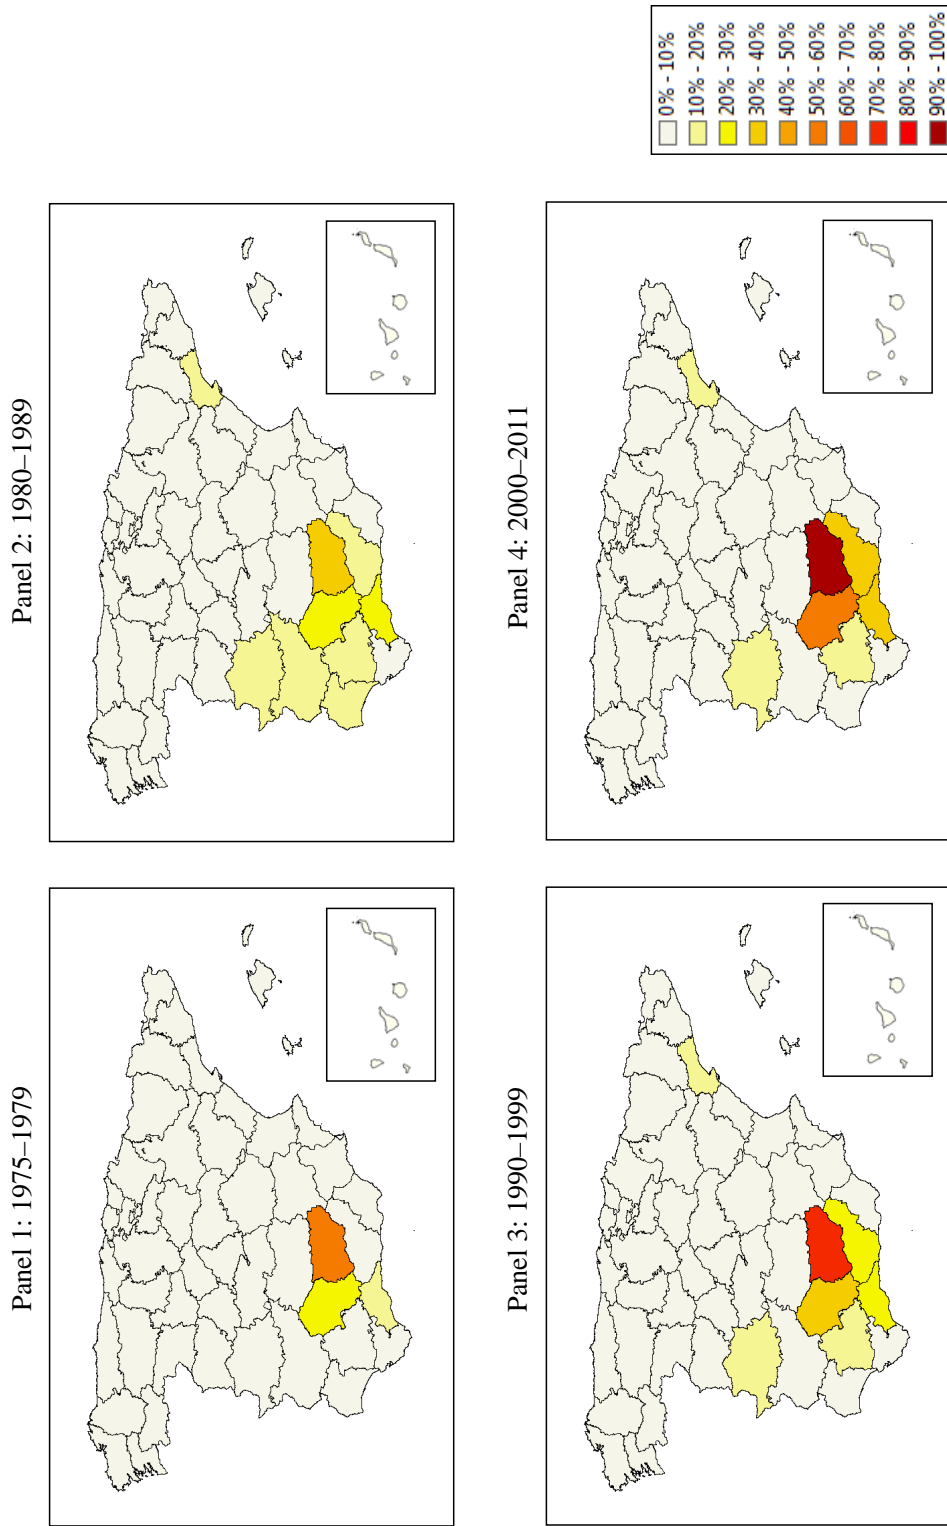 Panel 1: 1975–1979
Panel 2: 1980–1989
Panel 3: 1990–1999
Panel 4: 2000–2011
0% - 10%
10% - 20%
20% - 30%
30% - 40%
40% - 50%
50% - 60%
60% - 70%
70% - 80%
80% - 90%
90% - 100%